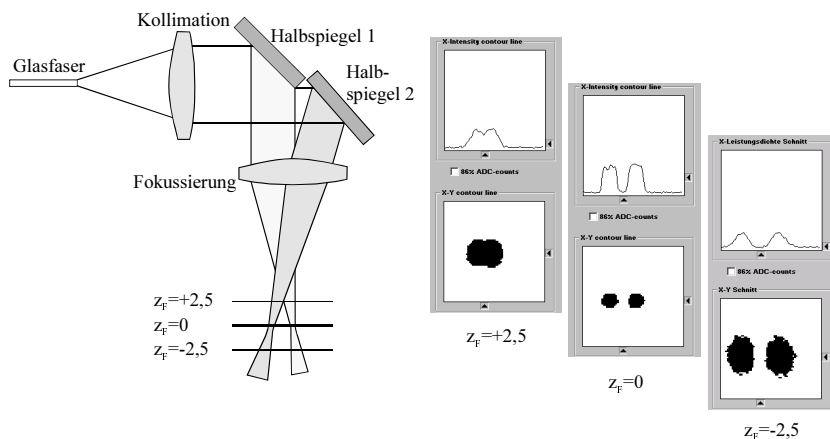 Kollimation
Halbspiegel 1
Glasfaser
Halb-
spiegel 2
Fokussierung
z_F=+2,5
z_F=0
z_F=-2,5
X-Intensity contour line
86% ADC-counts
X-Y contour line
z_F=+2,5
X-Intensity contour line
86% ADC-counts
X-Y contour line
z_F=0
X-Leistungsdichte Schnitt
86% ADC-counts
X-Y Schnitt
z_F=-2,5